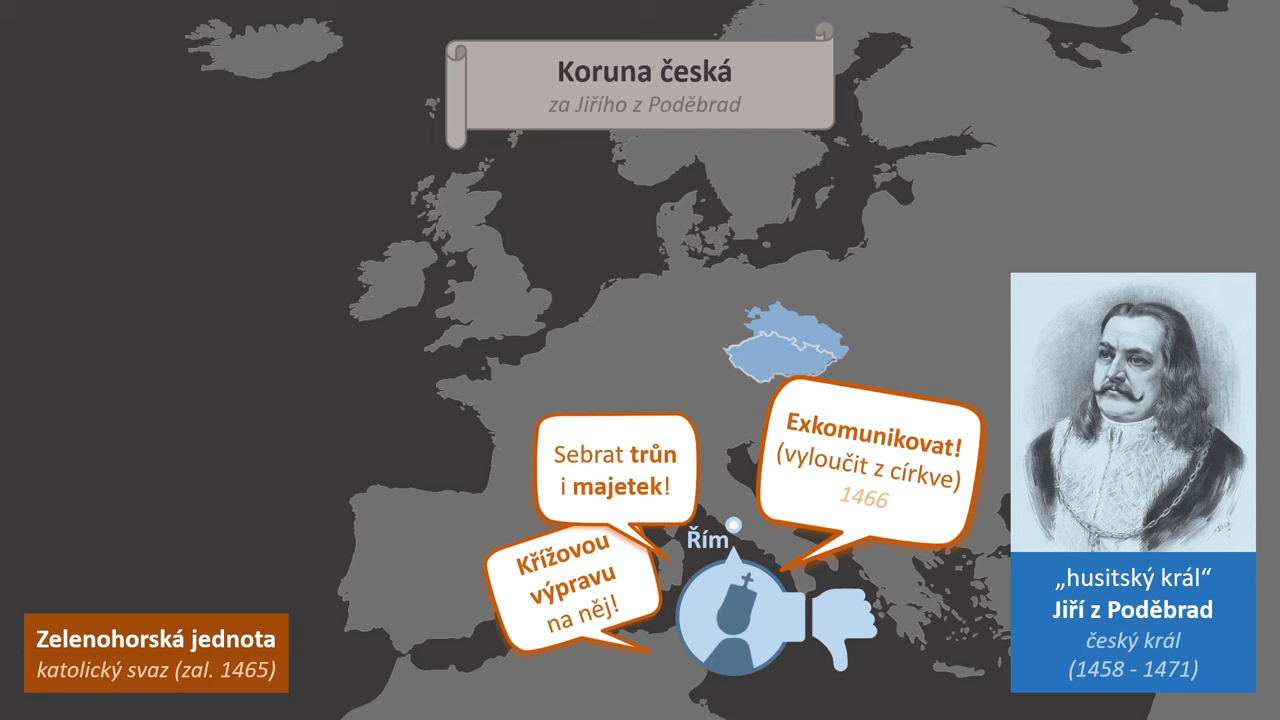 Koruna česká
za Jiřího z Poděbrad
Exkomunikovat!
(vyloučit z církve)
1466
Sebrat trůn
i majetek!
Křížovou
výpravu
na něj!
Řím
Zelenohorská jednota
katolický svaz (zal. 1465)
„husitský král“
Jiří z Poděbrad
český král
(1458 - 1471)